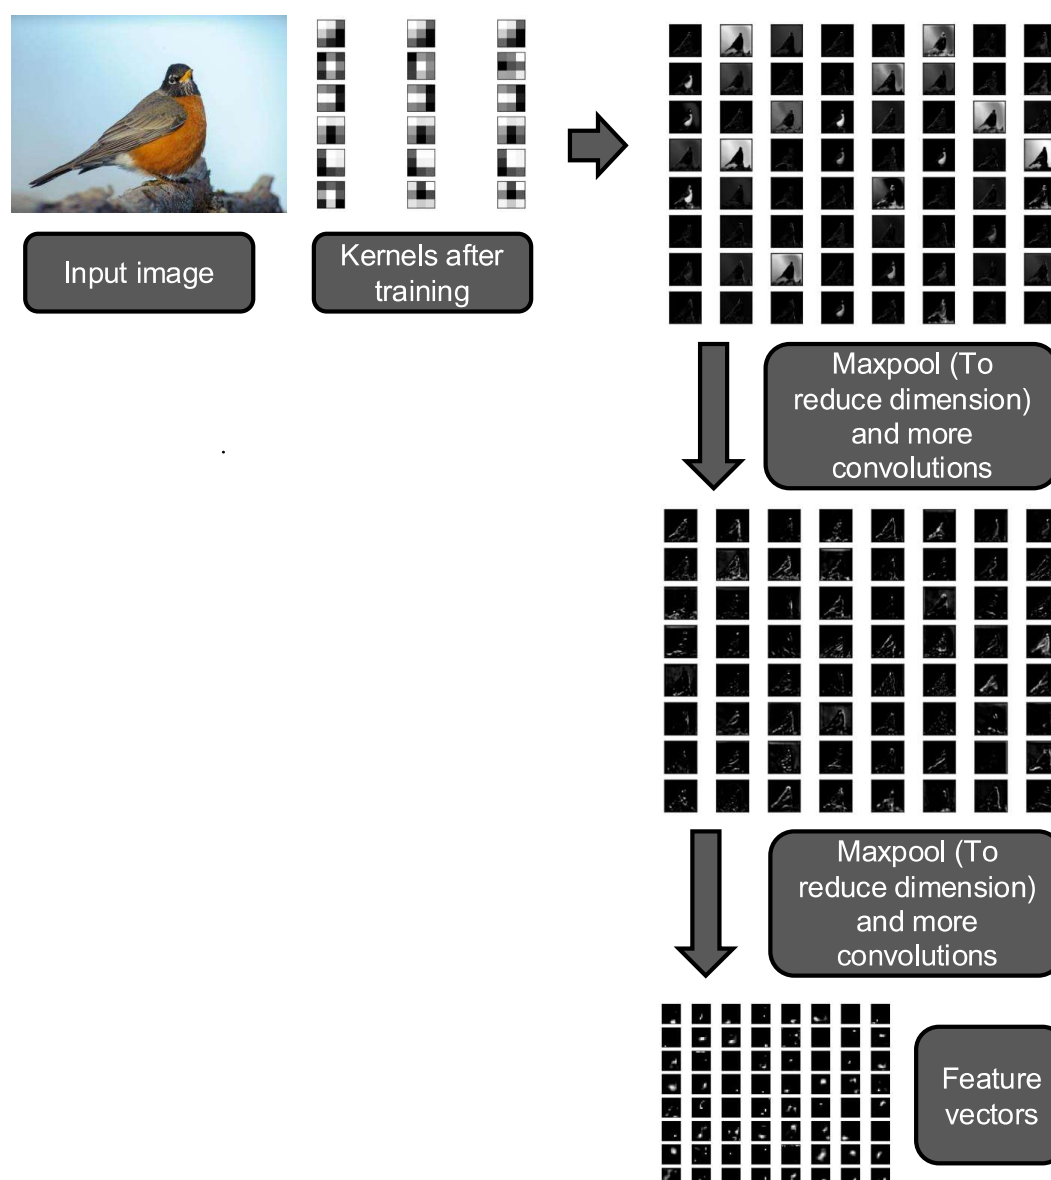 Input image
Kernels after
training
Maxpool (To
reduce dimension)
and more
convolutions
Maxpool (To
reduce dimension)
and more
convolutions
Feature
vectors